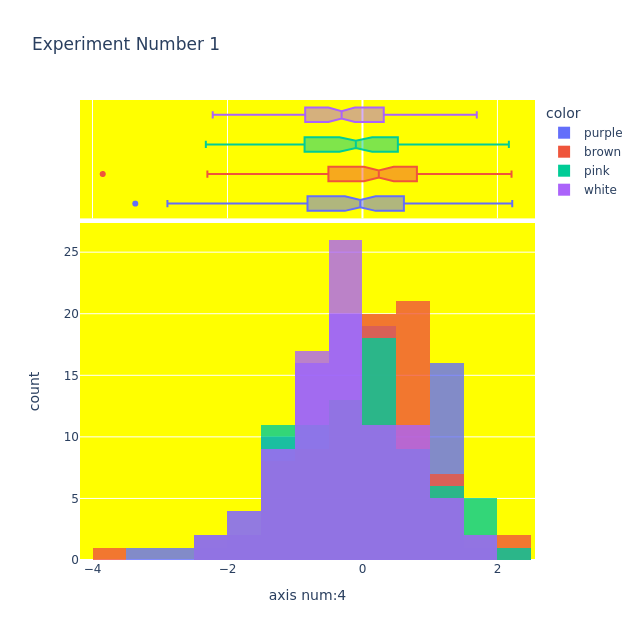 Experiment Number 1
color
purple
brown
pink
white
25
20
15
10
5
0
count
−4
−2
0
2
axis num:4